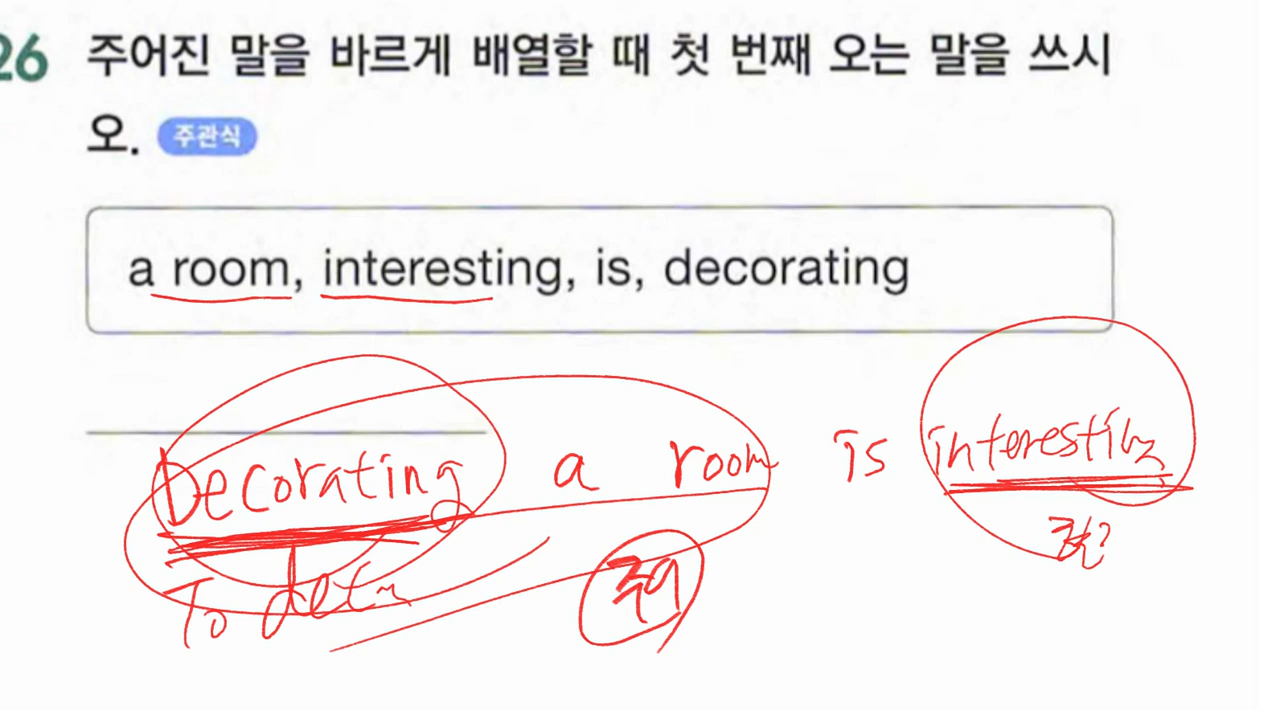 26 주어진 말을 바르게 배열할 때 첫 번째 오는 말을 쓰시
오. 주관식
a room, interesting, is, decorating
Decorating a room is interesting
To
주어